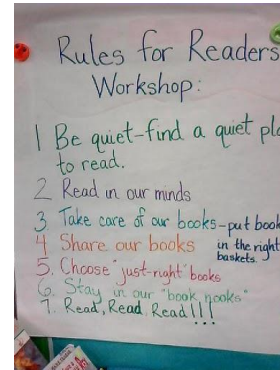 Rules for Readers
Workshop:
1 Be quiet-find a quiet
to read.
2 Read in our minds
3 Take care of our books-put book
in the right
baskets.
4 Share our books
5. Choose "just-right" books
6. Stay in our "book nooks"
7. Read, Read, Read!!!